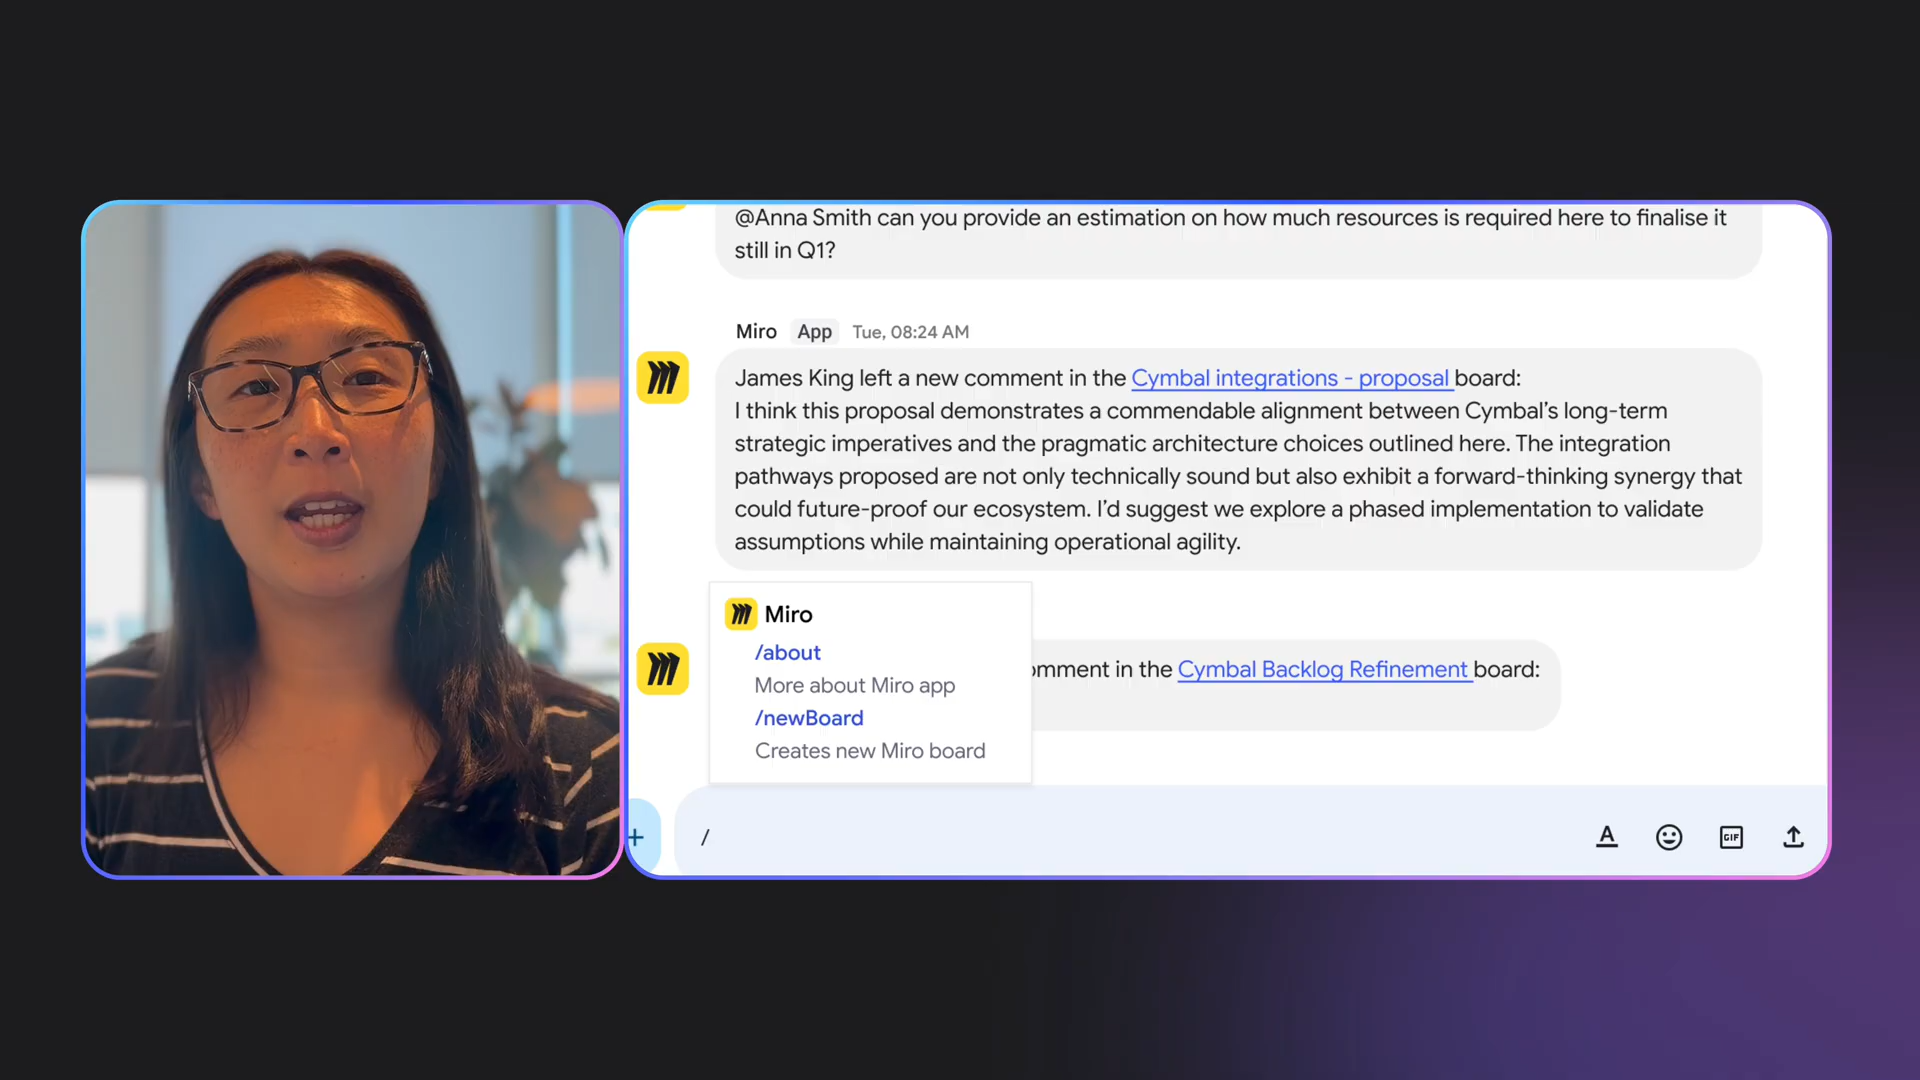 @Anna Smith can you provide an estimation on how much resources is required here to finalise it
still in Q1?
Miro App Tue, 08:24 AM
James King left a new comment in the Cymbal integrations - proposal board:
I think this proposal demonstrates a commendable alignment between Cymbal’s long-term
strategic imperatives and the pragmatic architecture choices outlined here. The integration
pathways proposed are not only technically sound but also exhibit a forward-thinking synergy that
could future-proof our ecosystem. I’d suggest we explore a phased implementation to validate
assumptions while maintaining operational agility.
Miro
/about
More about Miro app
/newBoard
Creates new Miro board
in the Cymbal Backlog Refinement board:
/
GIF